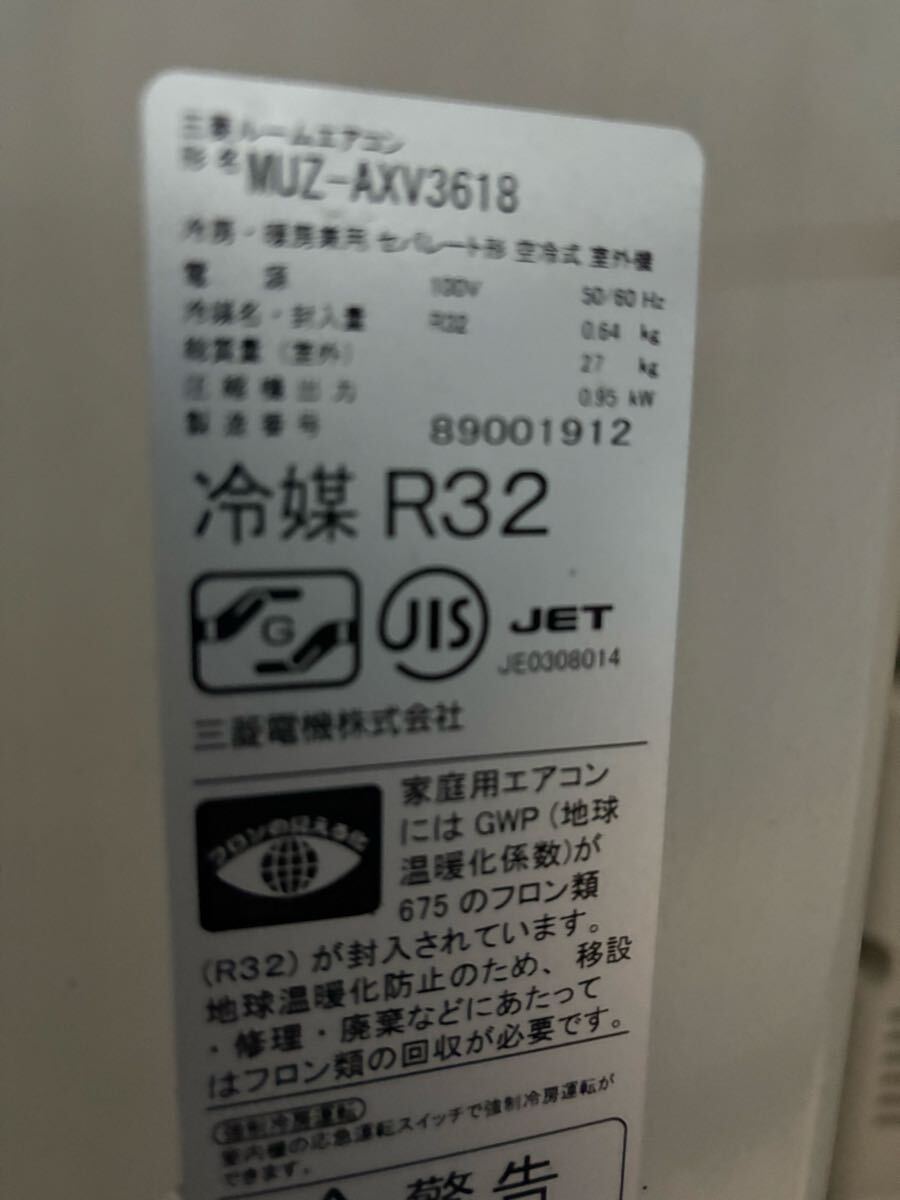 三菱ルームエアコン
形名 MUZ-AXV3618
冷房・暖房兼用 セパレート形 空冷式 室外機
電源 100V 50/60 Hz
冷媒名・封入量 R32 0.64 kg
総質量(室外) 27 kg
圧縮機出力 0.95 kW
製造番号 89001912
冷媒 R32
G
JIS JET
JE0308014
三菱電機株式会社
フロンの見える化
家庭用エアコン
には GWP (地球
温暖化係数)が
675 のフロン類
(R32) が封入されています。
地球温暖化防止のため、移設
・修理・廃棄などにあたって
はフロン類の回収が必要です。
強制冷房運転
室内機の応急運転スイッチで強制冷房運転が
できます。
警告